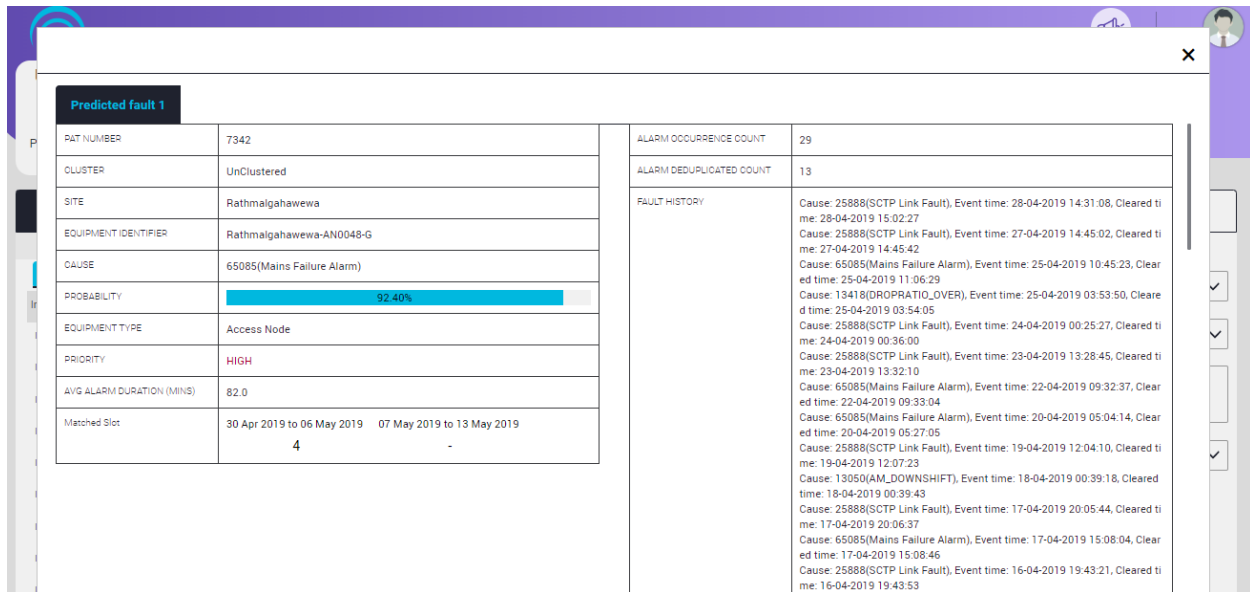 Predicted fault 1
PAT NUMBER
7342
CLUSTER
UnClustered
SITE
Rathmalgahawewa
EQUIPMENT IDENTIFIER
Rathmalgahawewa-AN0048-G
CAUSE
65085(Mains Failure Alarm)
PROBABILITY
92.40%
EQUIPMENT TYPE
Access Node
PRIORITY
HIGH
AVG ALARM DURATION (MINS)
82.0
Matched Slot
30 Apr 2019 to 06 May 2019 07 May 2019 to 13 May 2019
4 -
ALARM OCCURRENCE COUNT
29
ALARM DEDUPLICATED COUNT
13
FAULT HISTORY
Cause: 25888(SCTP Link Fault), Event time: 28-04-2019 14:31:08, Cleared ti
me: 28-04-2019 15:02:27
Cause: 25888(SCTP Link Fault), Event time: 27-04-2019 14:45:02, Cleared ti
me: 27-04-2019 14:45:42
Cause: 65085(Mains Failure Alarm), Event time: 25-04-2019 10:45:23, Clear
ed time: 25-04-2019 11:06:29
Cause: 13418(DROPRATIO_OVER), Event time: 25-04-2019 03:53:50, Cleare
d time: 25-04-2019 03:54:05
Cause: 25888(SCTP Link Fault), Event time: 24-04-2019 00:25:27, Cleared ti
me: 24-04-2019 00:36:00
Cause: 25888(SCTP Link Fault), Event time: 23-04-2019 13:28:45, Cleared ti
me: 23-04-2019 13:32:10
Cause: 65085(Mains Failure Alarm), Event time: 22-04-2019 09:32:37, Clear
ed time: 22-04-2019 09:33:04
Cause: 65085(Mains Failure Alarm), Event time: 20-04-2019 05:04:14, Clear
ed time: 20-04-2019 05:27:05
Cause: 25888(SCTP Link Fault), Event time: 19-04-2019 12:04:10, Cleared ti
me: 19-04-2019 12:07:23
Cause: 13050(AM_DOWNSHIFT), Event time: 18-04-2019 00:39:18, Cleared
time: 18-04-2019 00:39:43
Cause: 25888(SCTP Link Fault), Event time: 17-04-2019 20:05:44, Cleared ti
me: 17-04-2019 20:06:37
Cause: 65085(Mains Failure Alarm), Event time: 17-04-2019 15:08:04, Clear
ed time: 17-04-2019 15:08:46
Cause: 25888(SCTP Link Fault), Event time: 16-04-2019 19:43:21, Cleared ti
me: 16-04-2019 19:43:53